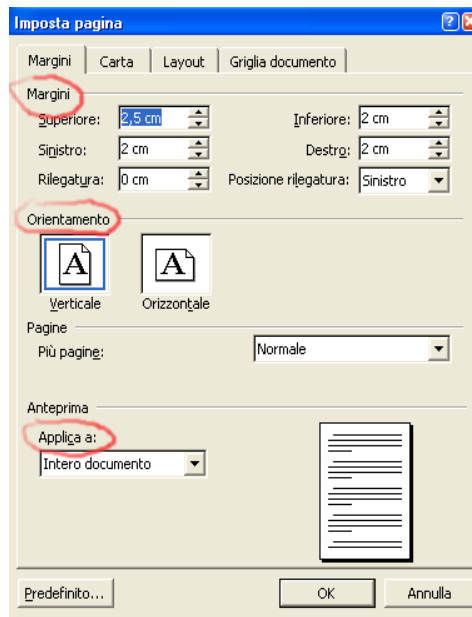 Imposta pagina
Margini Carta Layout Griglia documento
Margini
Superiore: 2,5 cm Inferiore: 2 cm
Sinistro: 2 cm Destro: 2 cm
Rilegatura: 0 cm Posizione rilegatura: Sinistro
Orientamento
A A
Verticale Orizzontale
Pagine
Più pagine: Normale
Anteprima
Applica a:
Intero documento
Predefinito... OK Annulla